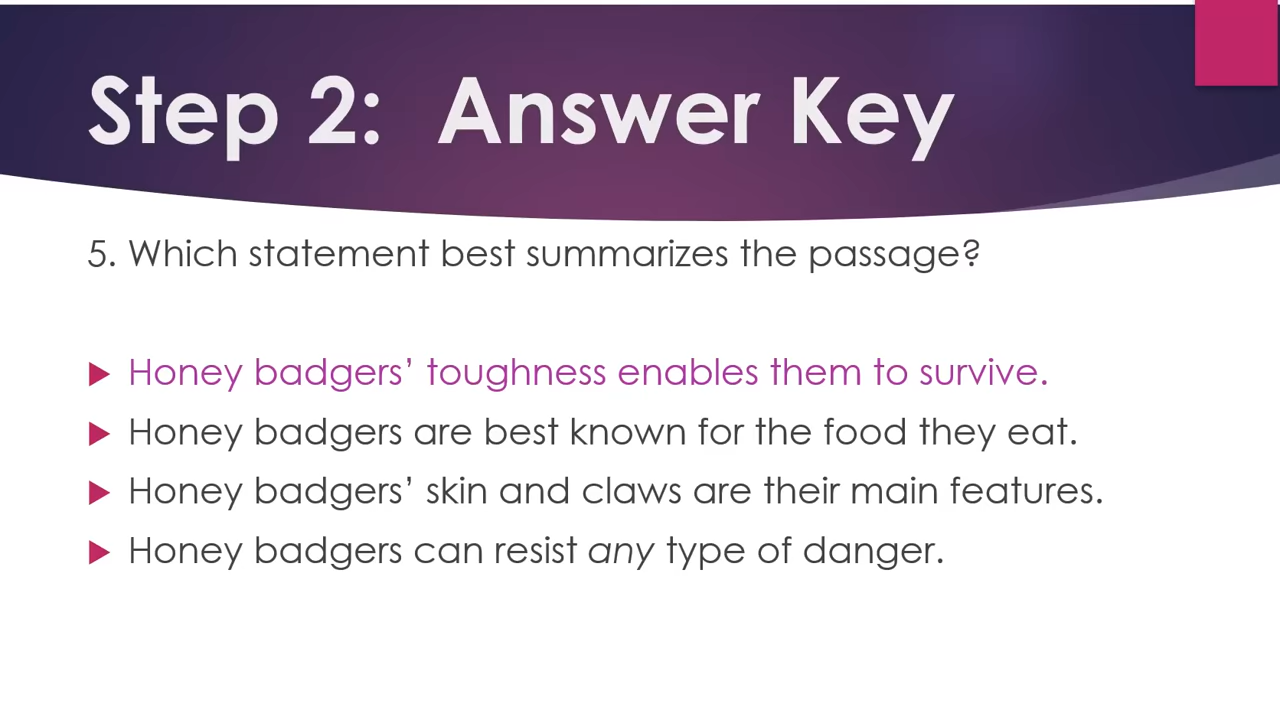 Step 2: Answer Key
5. Which statement best summarizes the passage?
Honey badgers’ toughness enables them to survive.
Honey badgers are best known for the food they eat.
Honey badgers’ skin and claws are their main features.
Honey badgers can resist any type of danger.